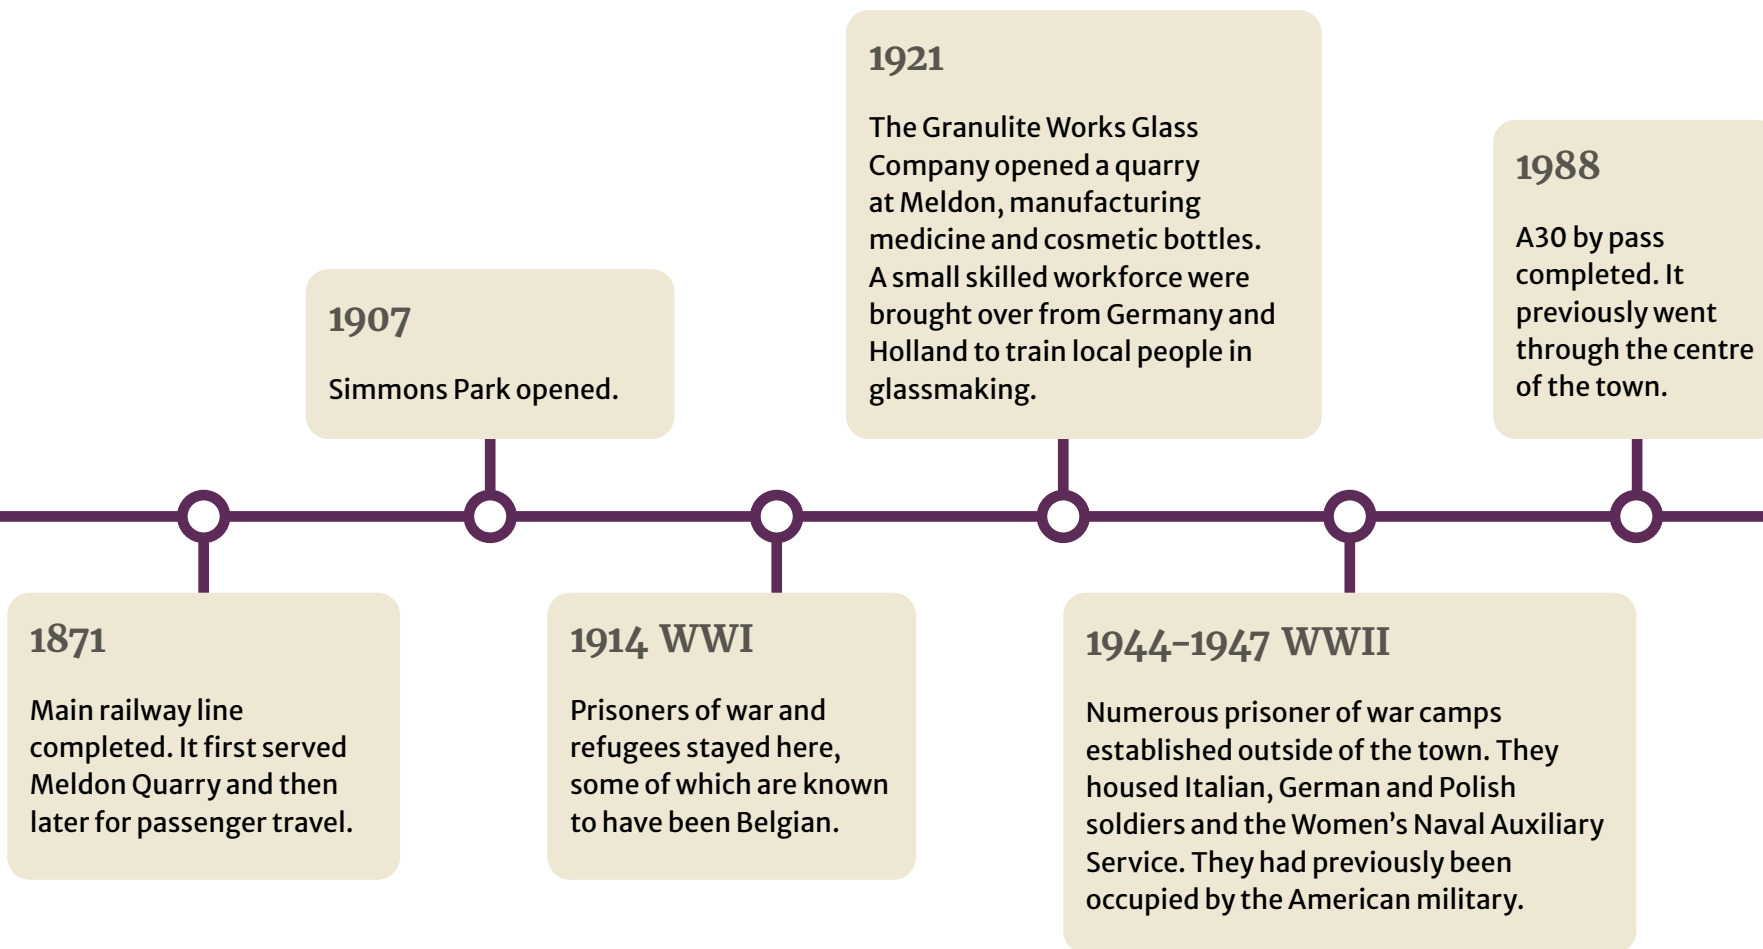 1871
Main railway line
completed. It first served
Meldon Quarry and then
later for passenger travel.
1907
Simmons Park opened.
1914 WWI
Prisoners of war and
refugees stayed here,
some of which are known
to have been Belgian.
1921
The Granulite Works Glass
Company opened a quarry
at Meldon, manufacturing
medicine and cosmetic bottles.
A small skilled workforce were
brought over from Germany and
Holland to train local people in
glassmaking.
1944-1947 WWII
Numerous prisoner of war camps
established outside of the town. They
housed Italian, German and Polish
soldiers and the Women’s Naval Auxiliary
Service. They had previously been
occupied by the American military.
1988
A30 by pass
completed. It
previously went
through the centre
of the town.